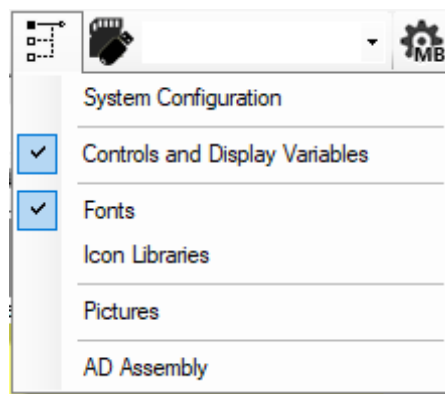 MB
System Configuration
Controls and Display Variables
Fonts
Icon Libraries
Pictures
AD Assembly